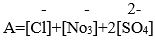 - - 2-
A=[Cl]+[No₃]+2[SO₄]